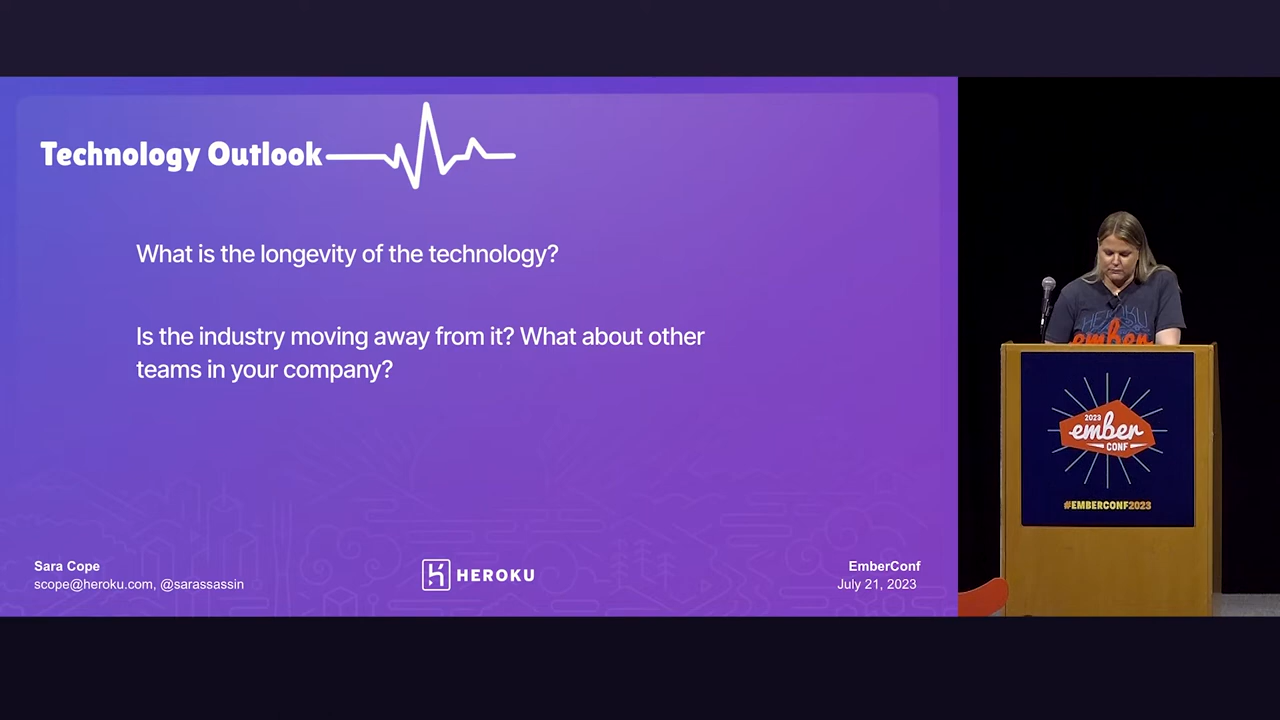 Technology Outlook
What is the longevity of the technology?
Is the industry moving away from it? What about other
teams in your company?
Sara Cope
scope@heroku.com, @sarassassin
HEROKU
EmberConf
July 21, 2023
HEROKU
ember
2023
ember
CONF
#EMBERCONF2023